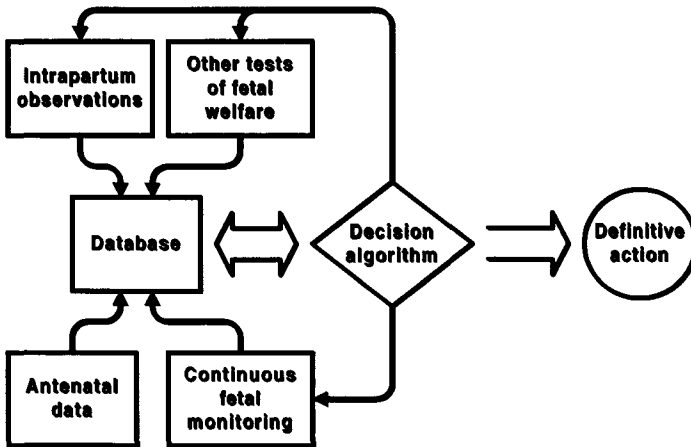 Intrapartum
observations
Other tests
of fetal
welfare
Database
Decision
algorithm
Definitive
action
Antenatal
data
Continuous
fetal
monitoring